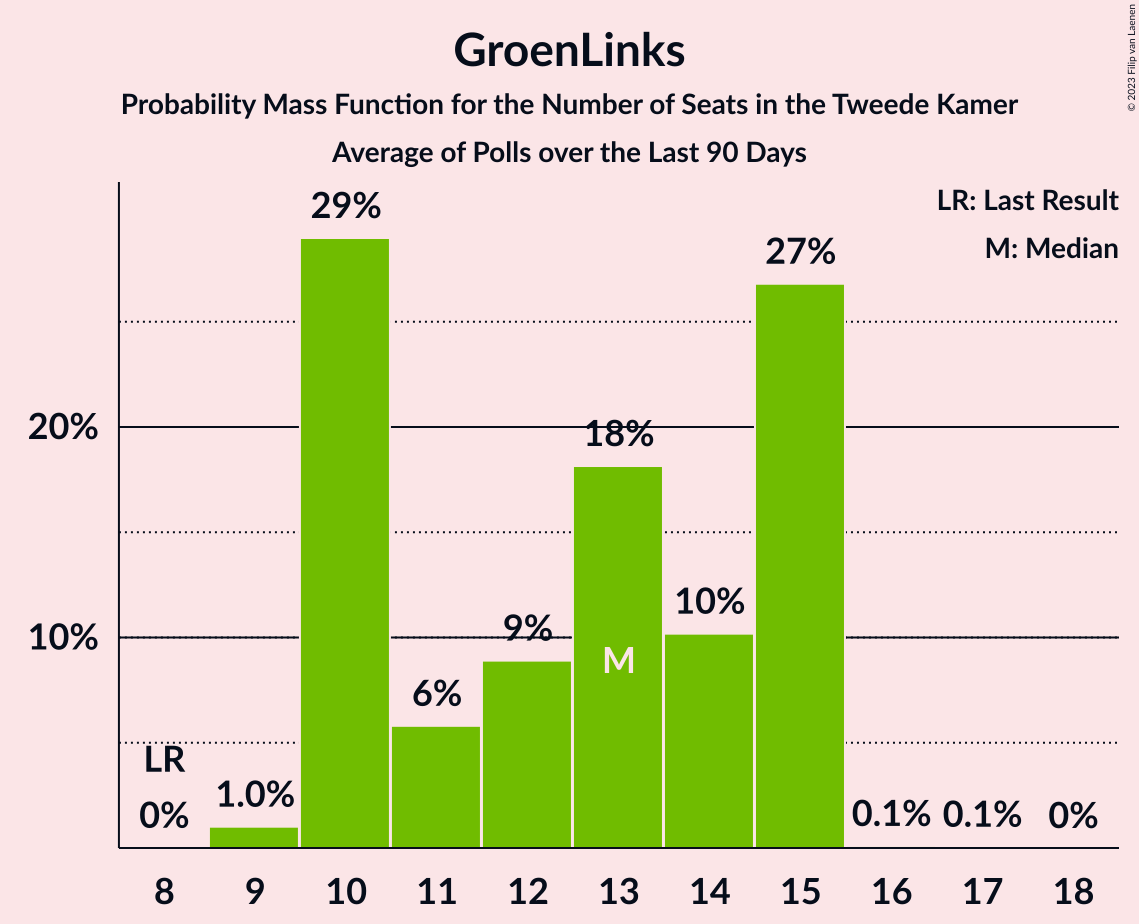 GroenLinks
Probability Mass Function for the Number of Seats in the Tweede Kamer
Average of Polls over the Last 90 Days
© 2023 Filip van Laenen
LR: Last Result
M: Median
29%
27%
20%
18%
10%
10%
9%
M
6%
LR
0%
1.0%
0.1%
0.1%
0%
8 9 10 11 12 13 14 15 16 17 18